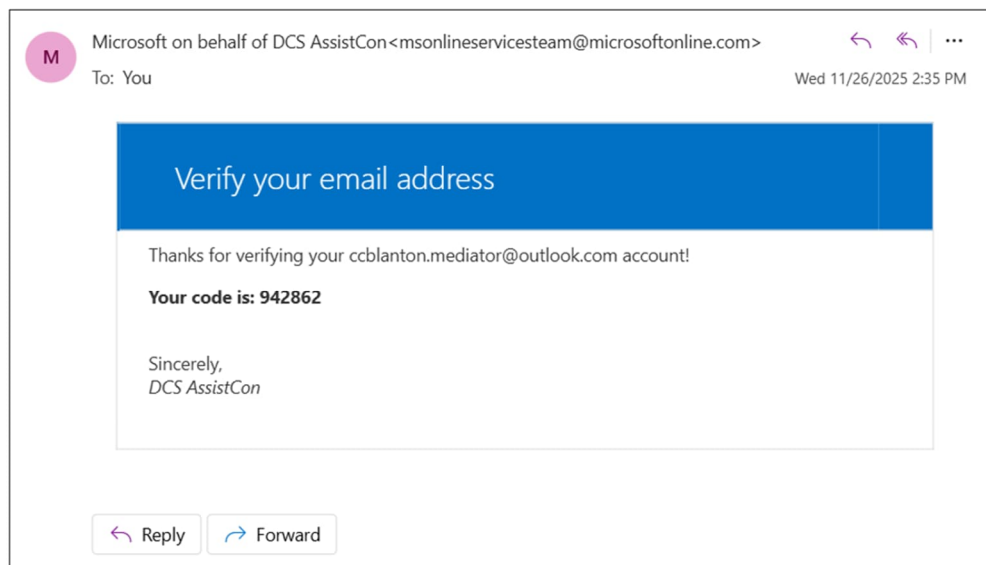 M
Microsoft on behalf of DCS AssistCon<msonlineservicesteam@microsoftonline.com>
To: You
Wed 11/26/2025 2:35 PM
Verify your email address
Thanks for verifying your ccblanton.mediator@outlook.com account!
Your code is: 942862
Sincerely,
DCS AssistCon
Reply
Forward